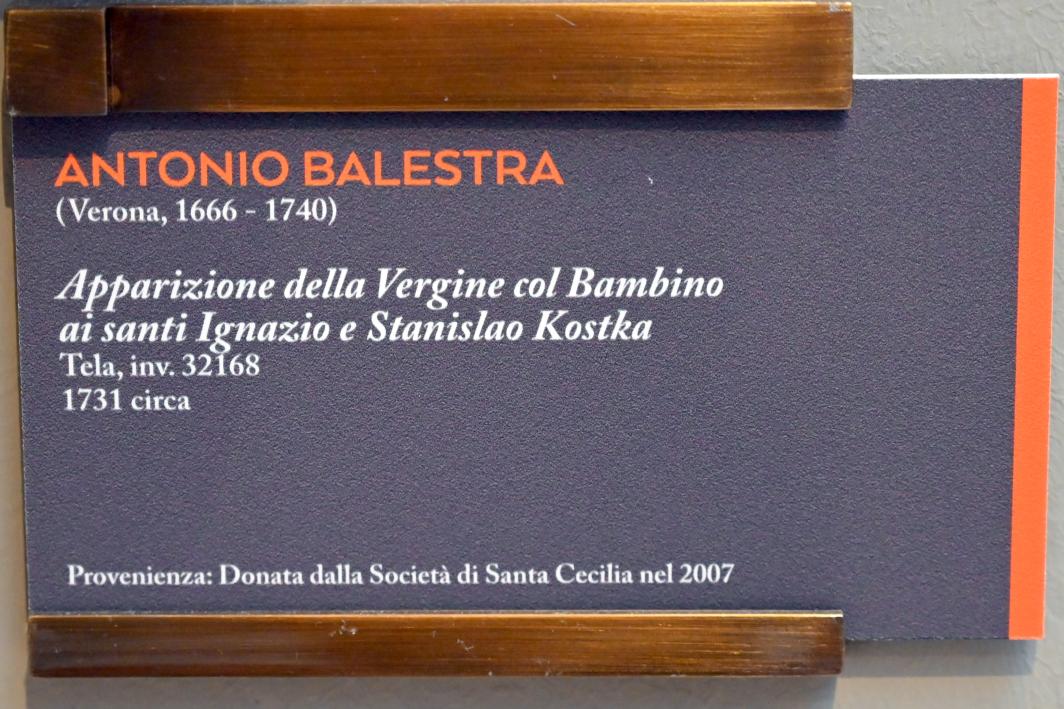 ANTONIO BALESTRA
(Verona, 1666 - 1740)
Apparizione della Vergine col Bambino
ai santi Ignazio e Stanislao Kostka
Tela, inv. 32168
1731 circa
Provenienza: Donata dalla Società di Santa Cecilia nel 2007